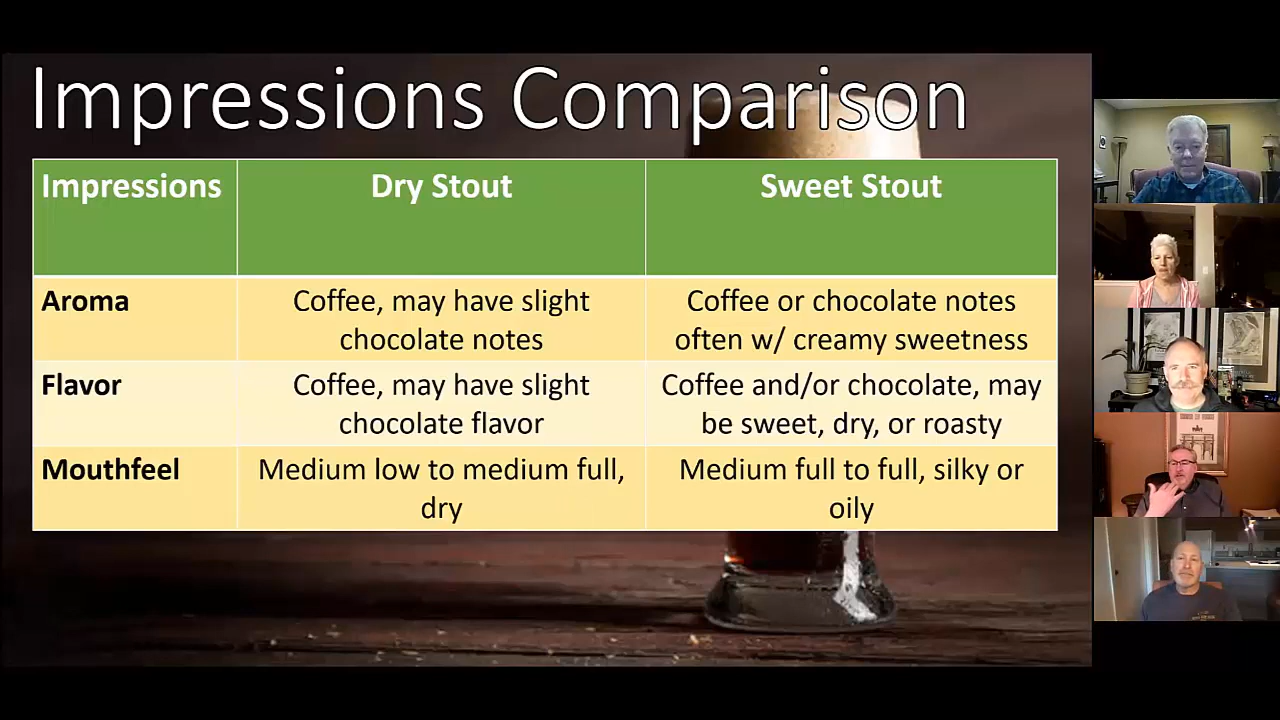 Impressions Comparison
Impressions
Dry Stout
Sweet Stout
Aroma
Coffee, may have slight
chocolate notes
Coffee or chocolate notes
often w/ creamy sweetness
Flavor
Coffee, may have slight
chocolate flavor
Coffee and/or chocolate, may
be sweet, dry, or roasty
Mouthfeel
Medium low to medium full,
dry
Medium full to full, silky or
oily